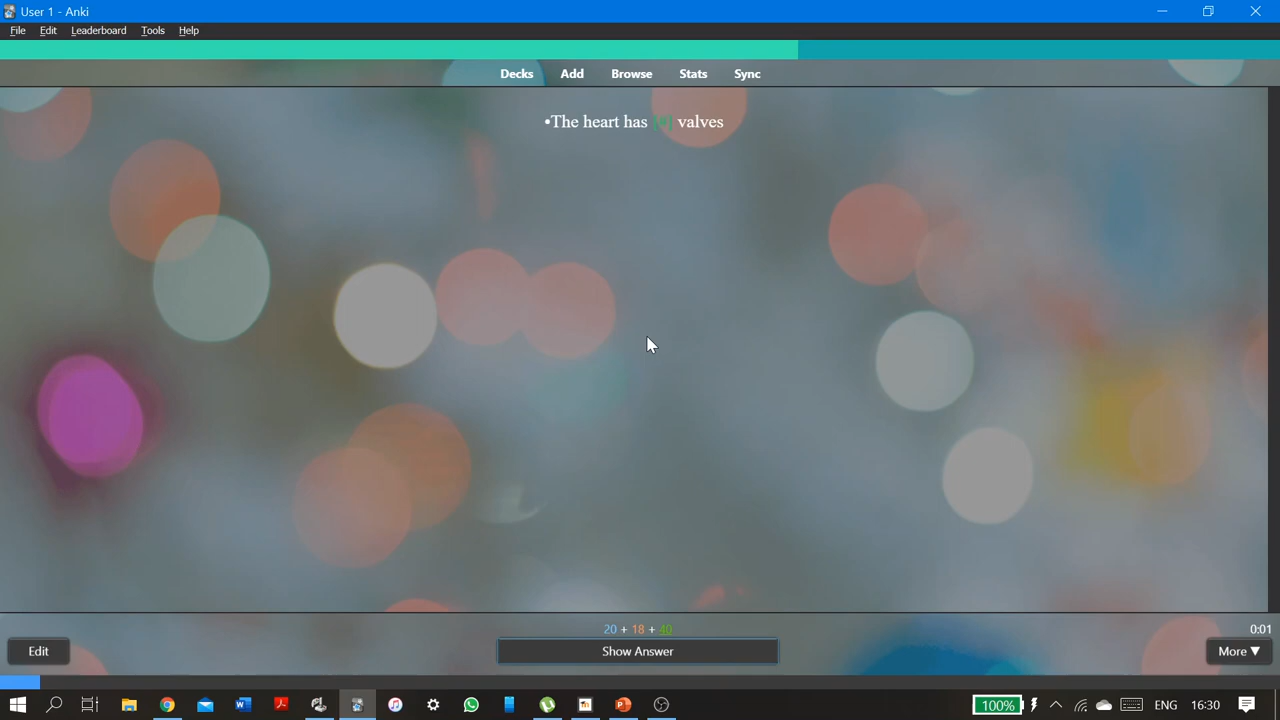 User 1 - Anki
File Edit Leaderboard Tools Help
Decks Add Browse Stats Sync
•The heart has [#] valves
20 + 18 + 40
0:01
Edit
Show Answer
More ▼
100%
ENG
16:30